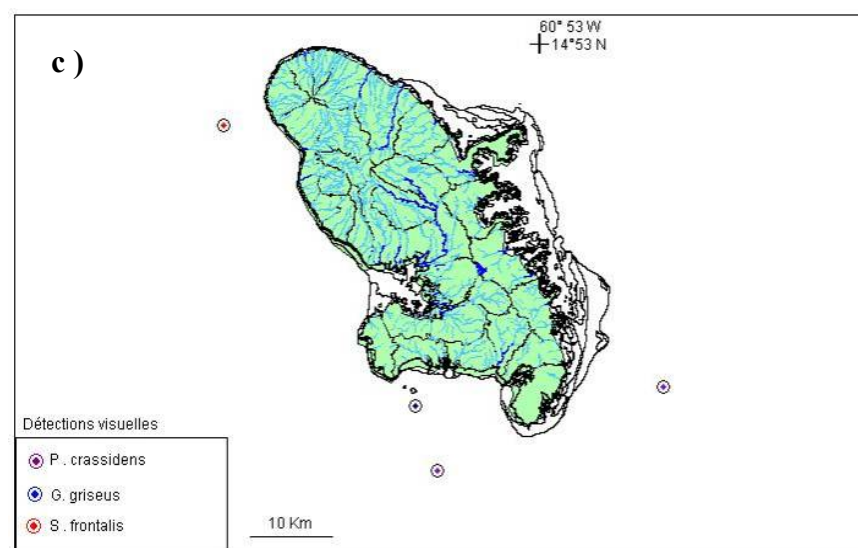 60° 53 W
14°53 N
c )
Détections visuelles
P . crassidens
G. griseus
S . frontalis
10 Km